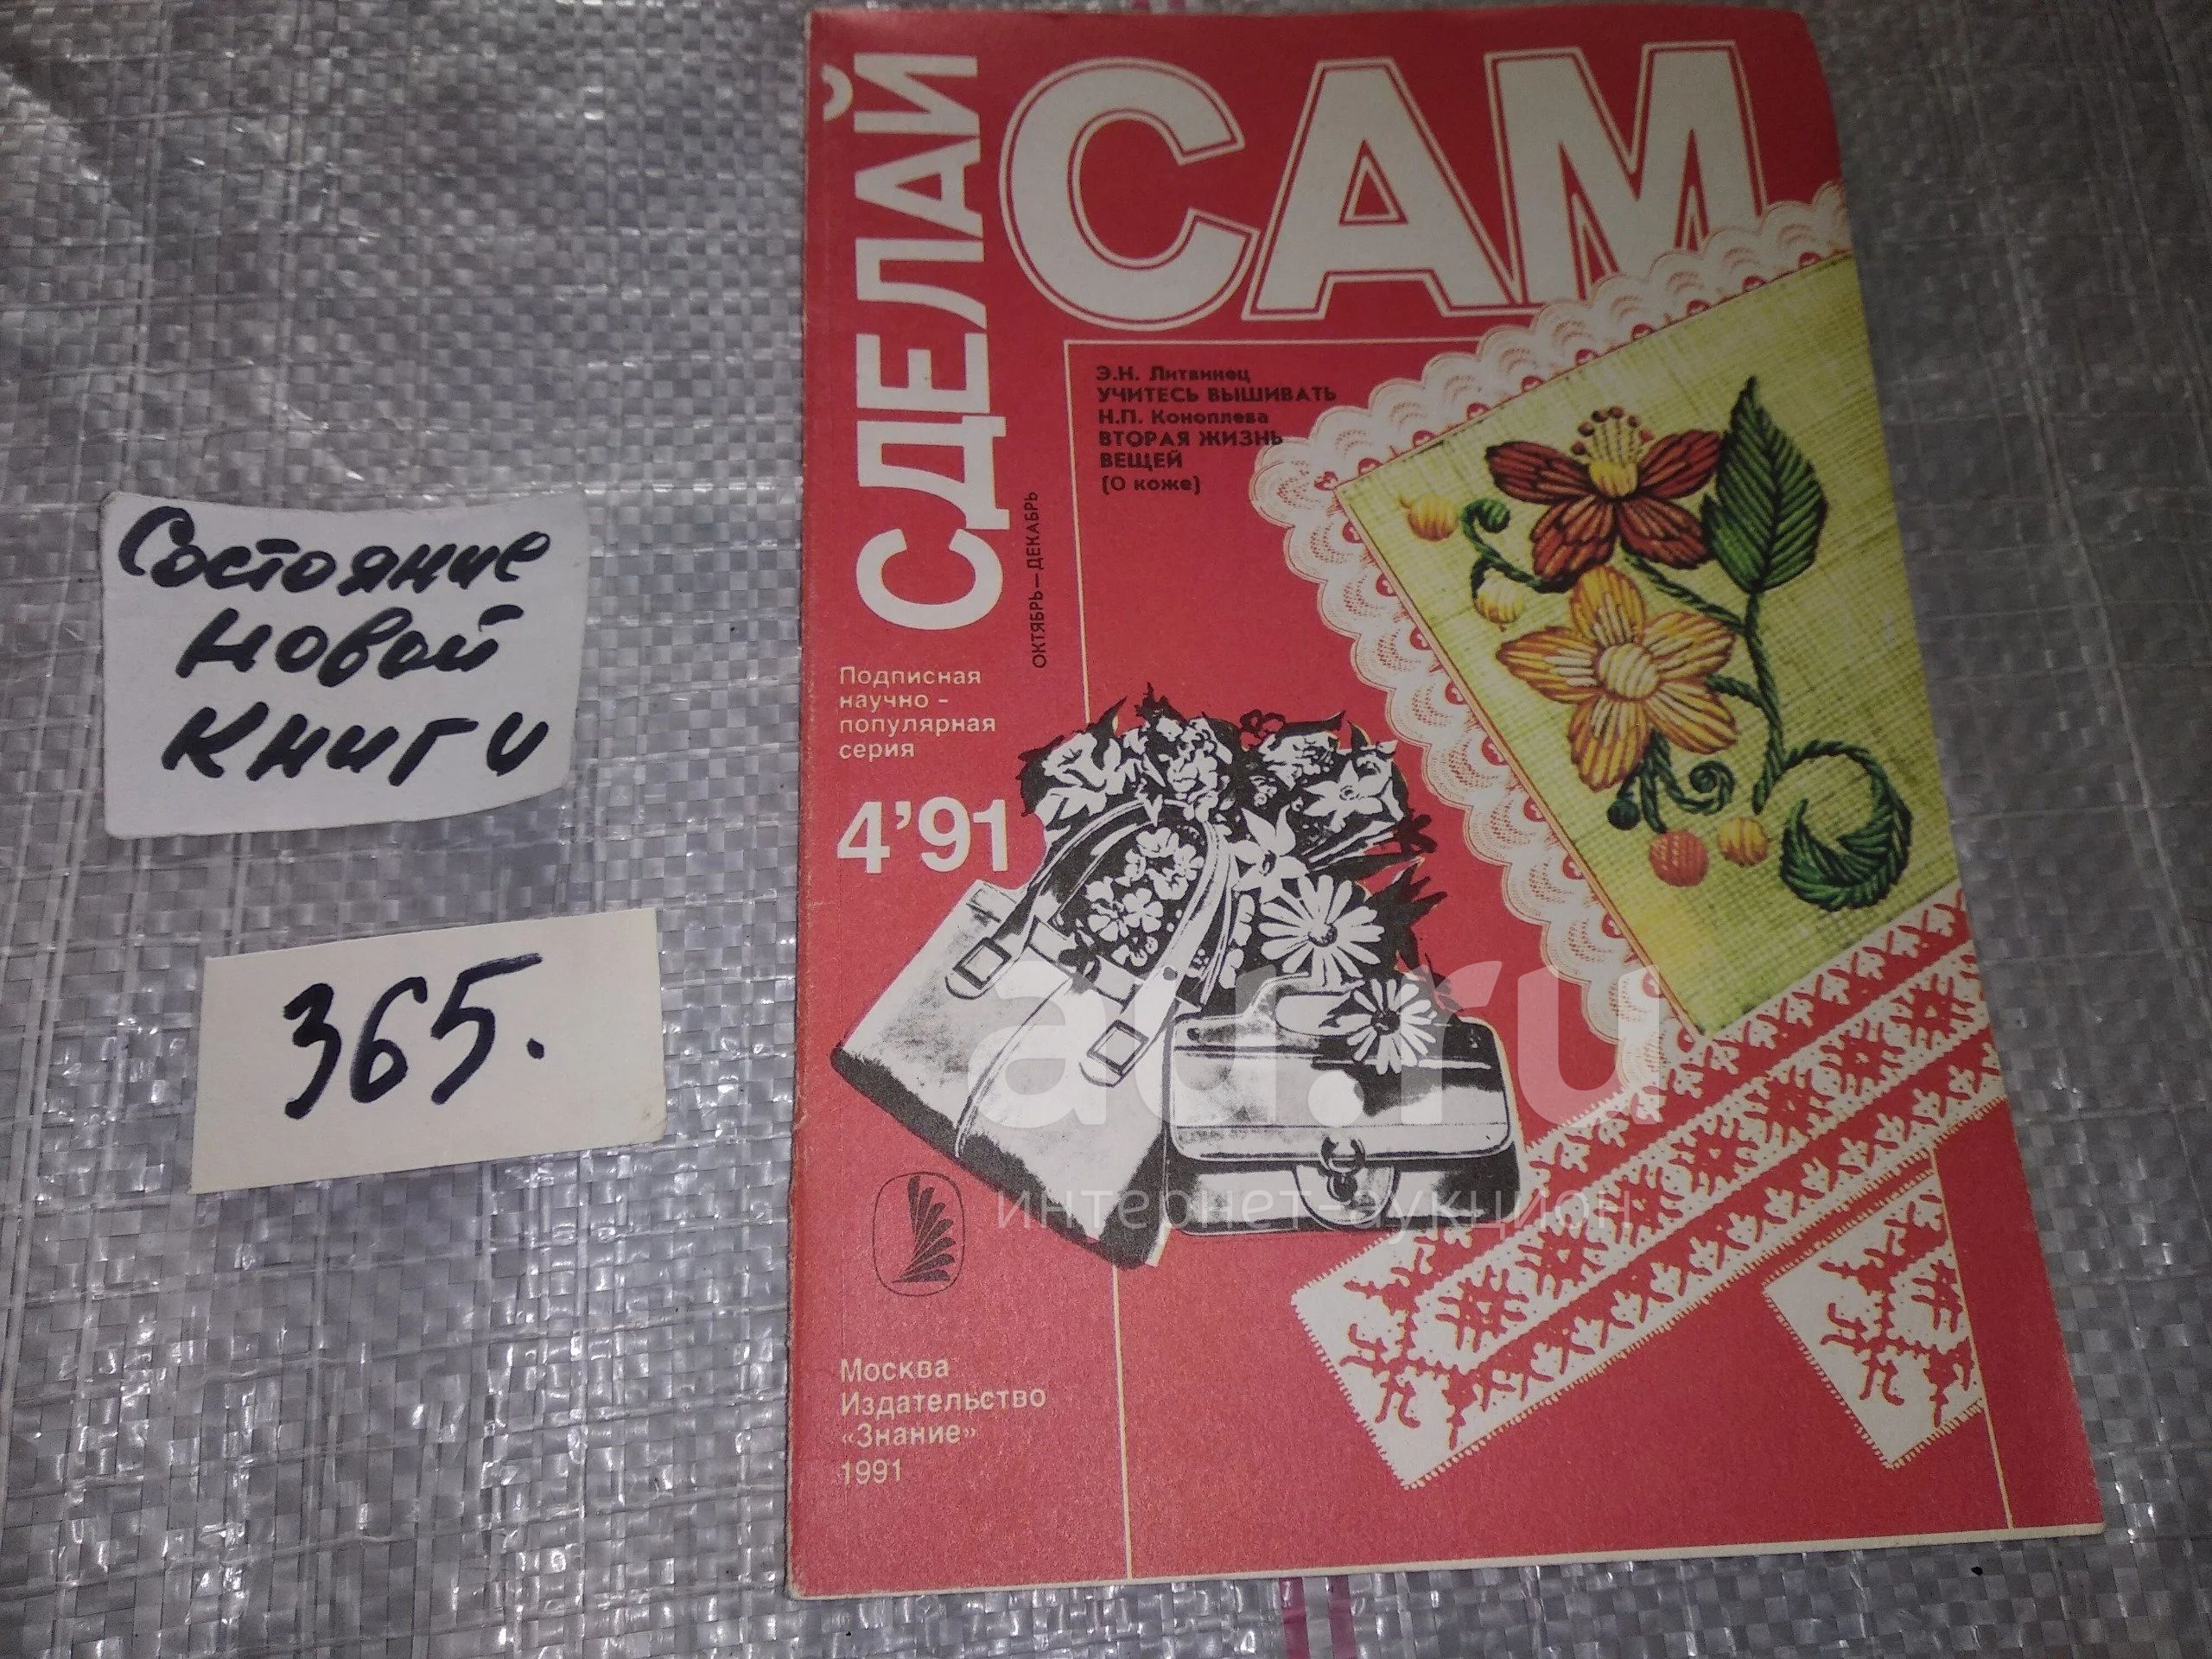 Состояние
новой
книги
365.
СДЕЛАЙ
САМ
Э.Н. Литвинец
УЧИТЕСЬ ВЫШИВАТЬ
Н.П. Коноплева
ВТОРАЯ ЖИЗНЬ
ВЕЩЕЙ
(О коже)
ОКТЯБРЬ—ДЕКАБРЬ
Подписная
научно-
популярная
серия
4'91
au.ru
интернет-аукцион
Москва
Издательство
«Знание»
1991